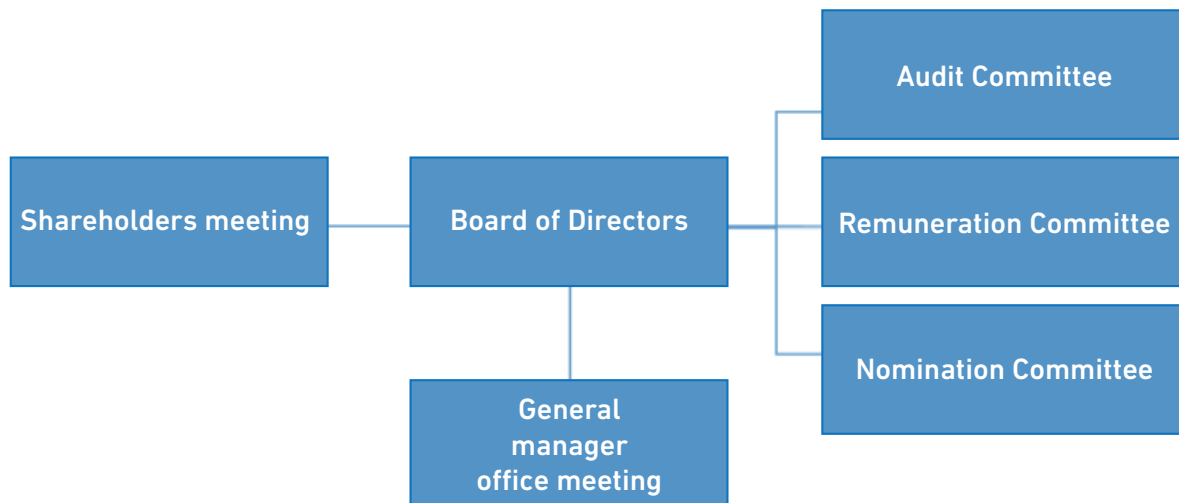 Audit Committee
Shareholders meeting
Board of Directors
Remuneration Committee
Nomination Committee
General
manager
office meeting